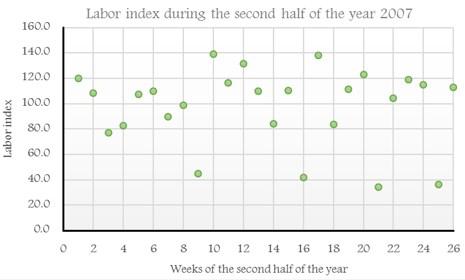 Labor index during the second half of the year 2007
160.0
140.0
120.0
100.0
80.0
60.0
40.0
20.0
0.0
Labor index
0 2 4 6 8 10 12 14 16 18 20 22 24 26
Weeks of the second half of the year